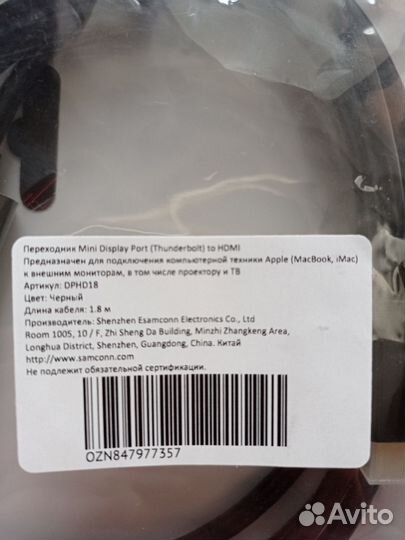 Переходник Mini Display Port (Thunderbolt) to HDMI
Предназначен для подключения компьютерной техники Apple (MacBook, iMac)
к внешним мониторам, в том числе проектору и ТВ
Артикул: DPHD18
Цвет: Черный
Длина кабеля: 1.8 м
Производитель: Shenzhen Esamconn Electronics Co., Ltd
Room 1005, 10 / F, Zhi Sheng Da Building, Minzhi Zhangkeng Area,
Longhua District, Shenzhen, Guangdong, China. Китай
http://www.samconn.com
Не подлежит обязательной сертификации.
OZN847977357
Avito